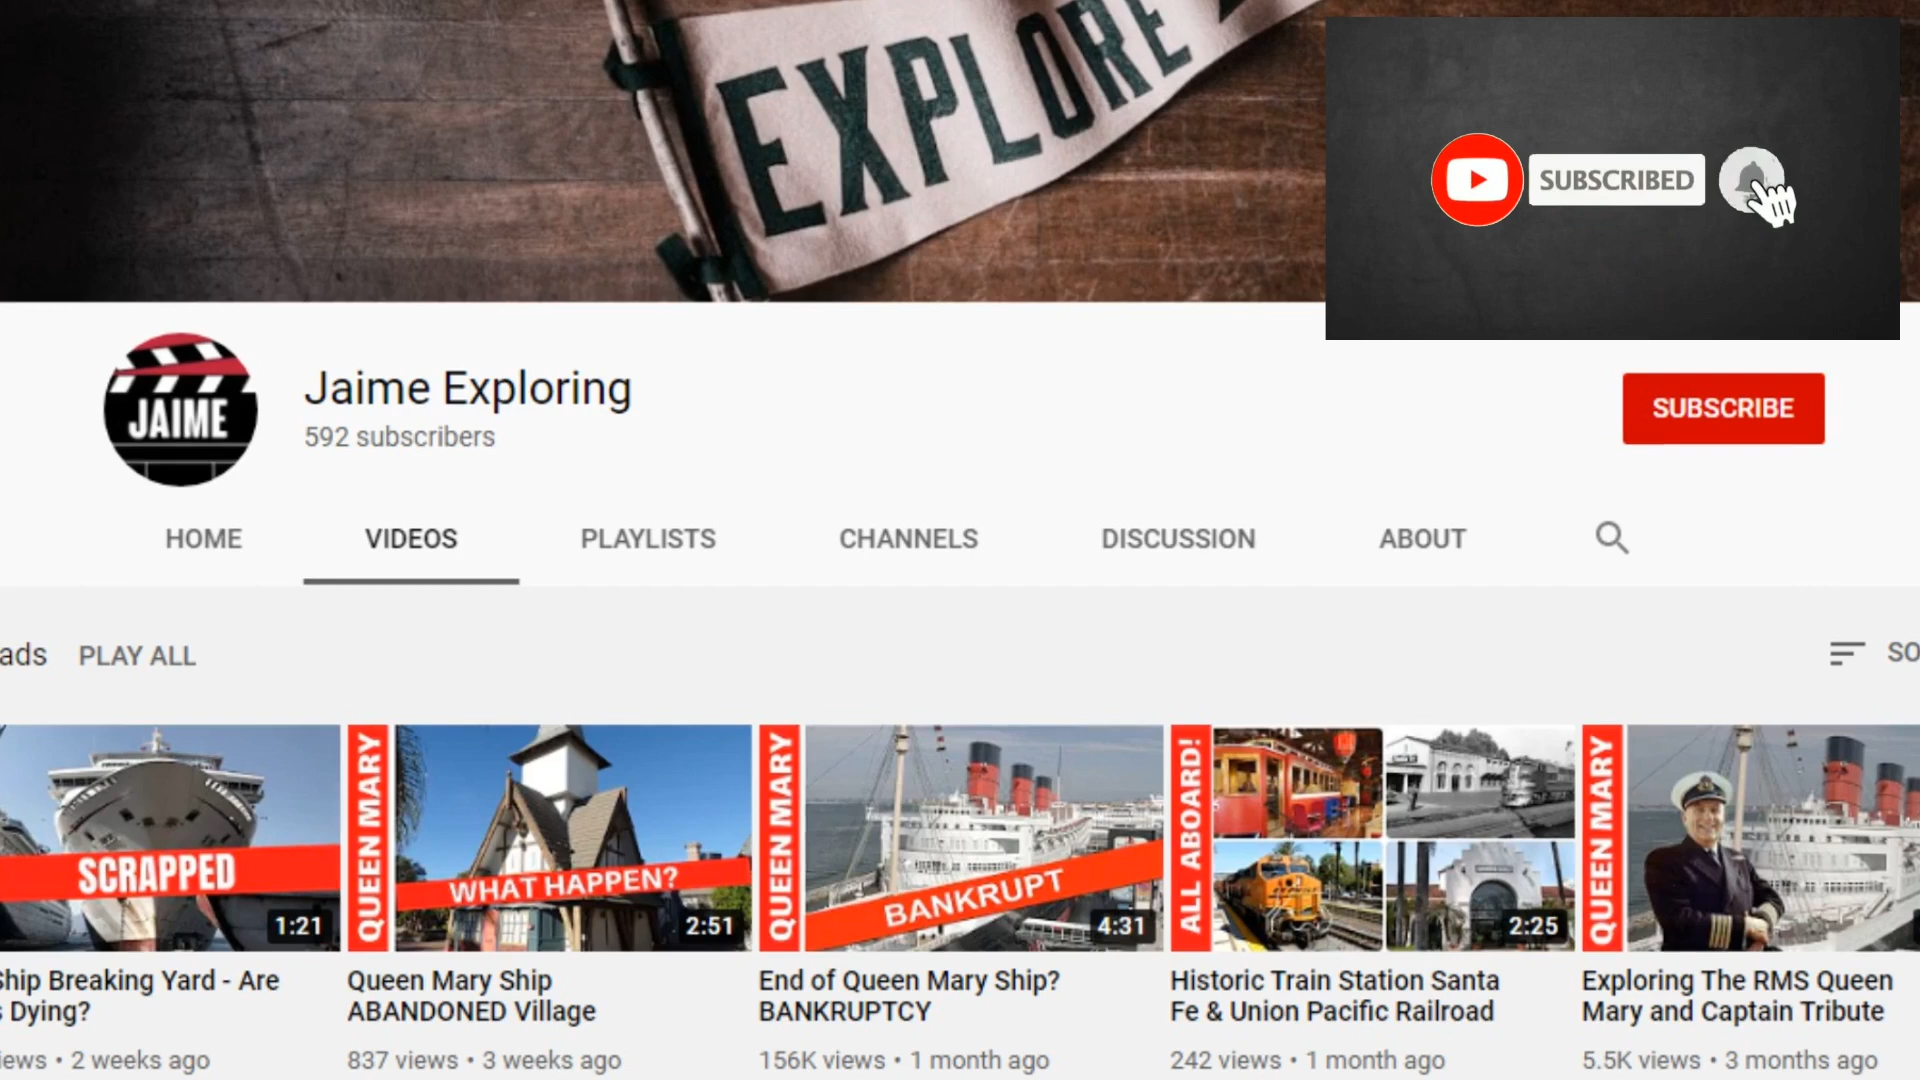 EXPLORE
SUBSCRIBED
JAIME
Jaime Exploring
592 subscribers
SUBSCRIBE
HOME
VIDEOS
PLAYLISTS
CHANNELS
DISCUSSION
ABOUT
ads
PLAY ALL
SO
SCRAPPED
1:21
Ship Breaking Yard - Are
s Dying?
iews • 2 weeks ago
QUEEN MARY
WHAT HAPPEN?
2:51
Queen Mary Ship
ABANDONED Village
837 views • 3 weeks ago
QUEEN MARY
BANKRUPT
4:31
End of Queen Mary Ship?
BANKRUPTCY
156K views • 1 month ago
ALL ABOARD!
2:25
Historic Train Station Santa
Fe & Union Pacific Railroad
242 views • 1 month ago
QUEEN MARY
Exploring The RMS Queen
Mary and Captain Tribute
5.5K views • 3 months ago